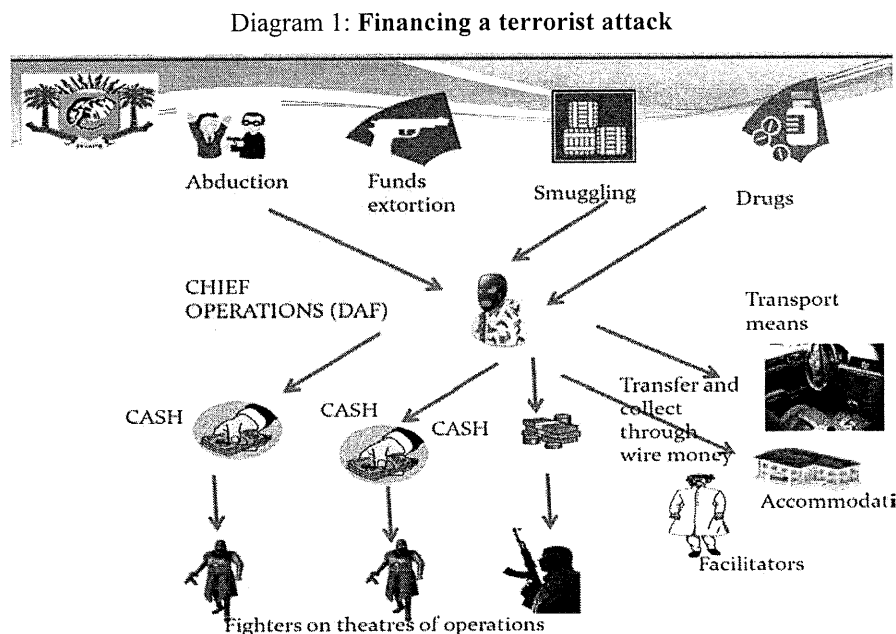 Diagram 1: Financing a terrorist attack
Abduction
Funds
extortion
Smuggling
Drugs
CHIEF
OPERATIONS (DAF)
Transport
means
CASH
CASH
CASH
Transfer and
collect
through
wire money
Accommodati
Facilitators
Fighters on theatres of operations